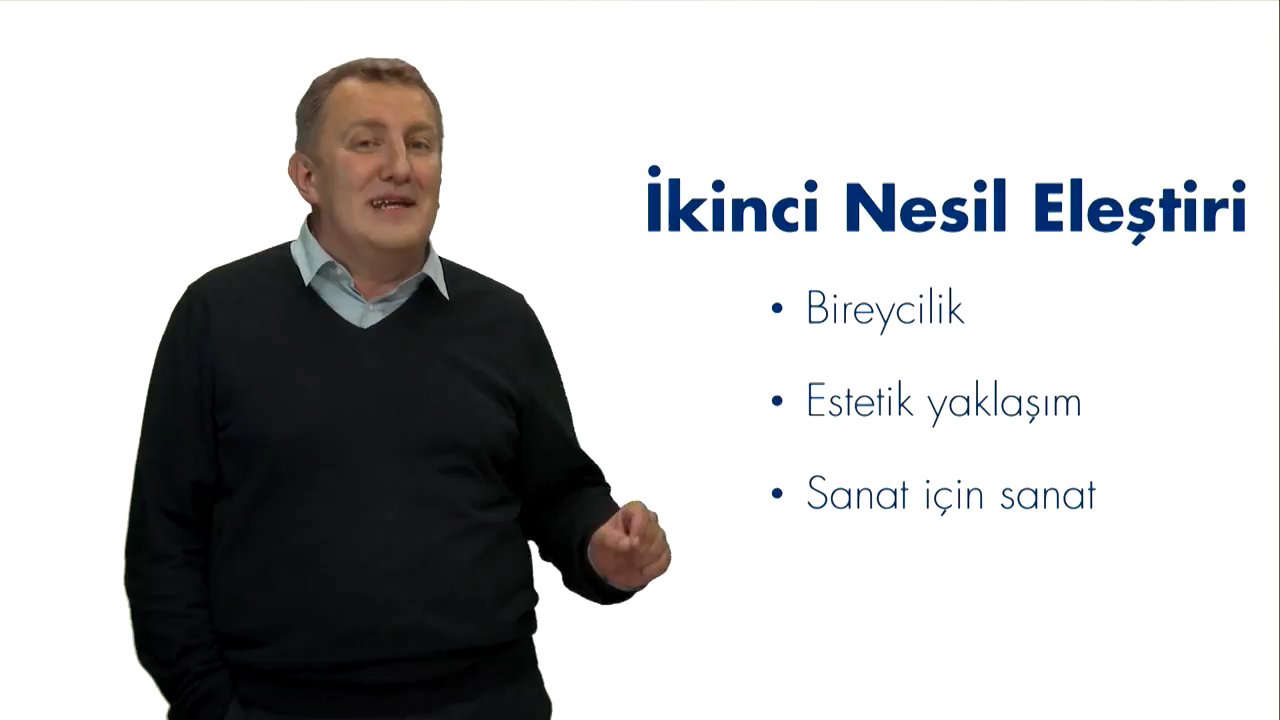 İkinci Nesil Eleştiri
• Bireycilik
• Estetik yaklaşım
• Sanat için sanat